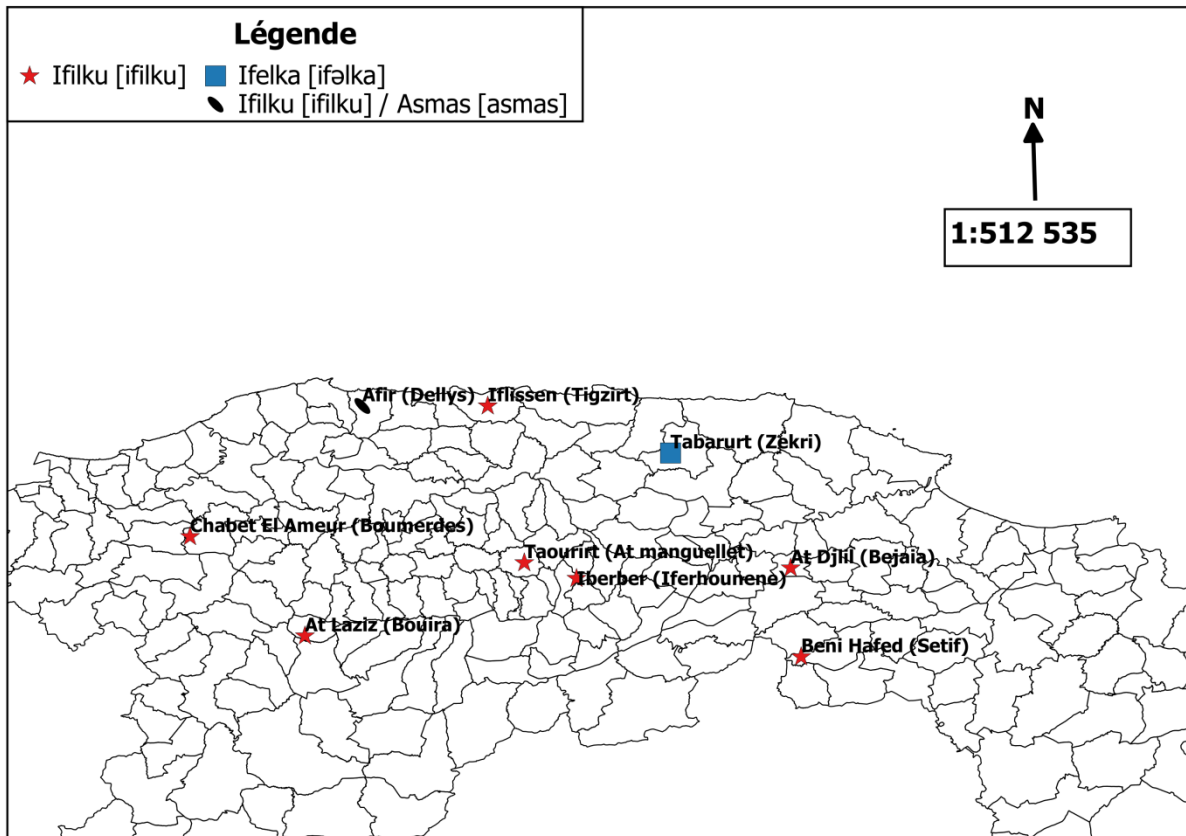 Légende
Ifilku [ifilku] Ifelka [ifəlka]
Ifilku [ifilku] / Asmas [asmas]
N
1:512 535
Afir (Dellys) Iflissen (Tigzirt)
Tabarurt (Zekri)
Chabet El Ameur (Boumerdes)
Taourirt (At manguellet)
At Djlil (Bejaia)
Iberber (Iferhounene)
At Laziz (Bouira)
Beni Hafed (Setif)